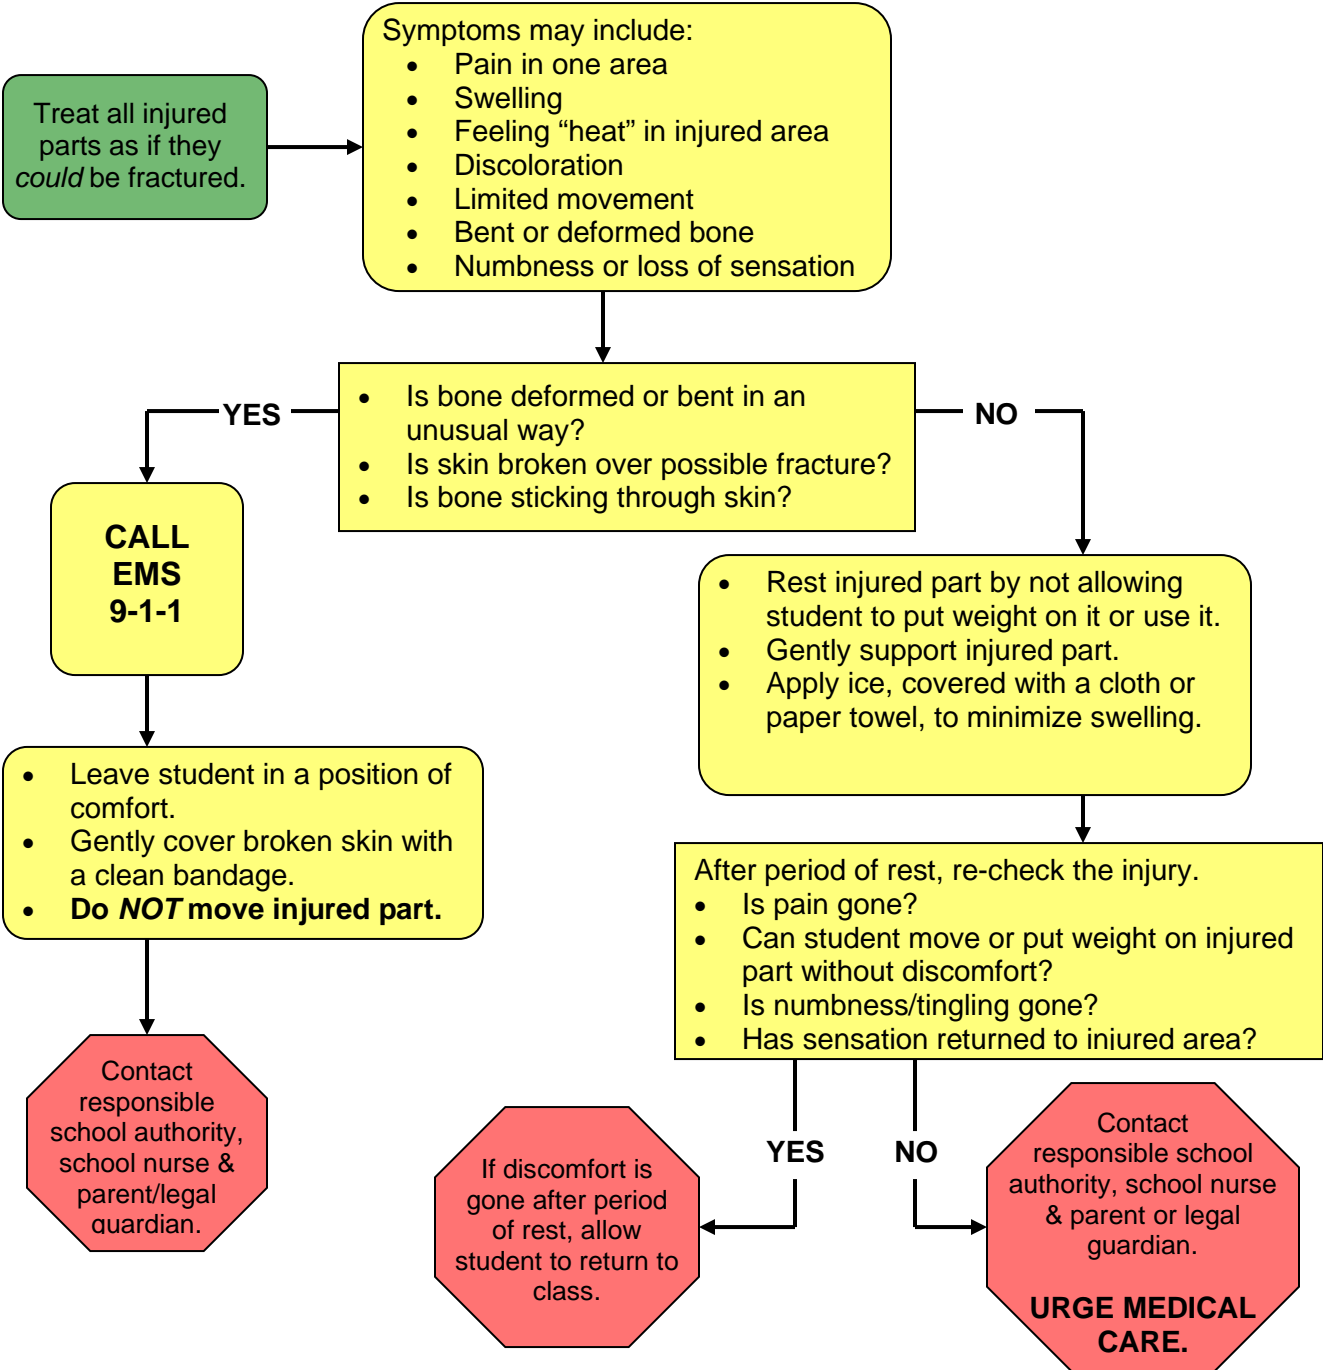 Treat all injured
parts as if they
could be fractured.
Symptoms may include:
• Pain in one area
• Swelling
• Feeling “heat” in injured area
• Discoloration
• Limited movement
• Bent or deformed bone
• Numbness or loss of sensation
• Is bone deformed or bent in an
unusual way?
• Is skin broken over possible fracture?
• Is bone sticking through skin?
YES
NO
CALL
EMS
9-1-1
• Leave student in a position of
comfort.
• Gently cover broken skin with
a clean bandage.
• Do NOT move injured part.
Contact
responsible
school authority,
school nurse &
parent/legal
guardian.
• Rest injured part by not allowing
student to put weight on it or use it.
• Gently support injured part.
• Apply ice, covered with a cloth or
paper towel, to minimize swelling.
After period of rest, re-check the injury.
• Is pain gone?
• Can student move or put weight on injured
part without discomfort?
• Is numbness/tingling gone?
• Has sensation returned to injured area?
YES
NO
If discomfort is
gone after period
of rest, allow
student to return to
class.
Contact
responsible school
authority, school nurse
& parent or legal
guardian.
URGE MEDICAL
CARE.